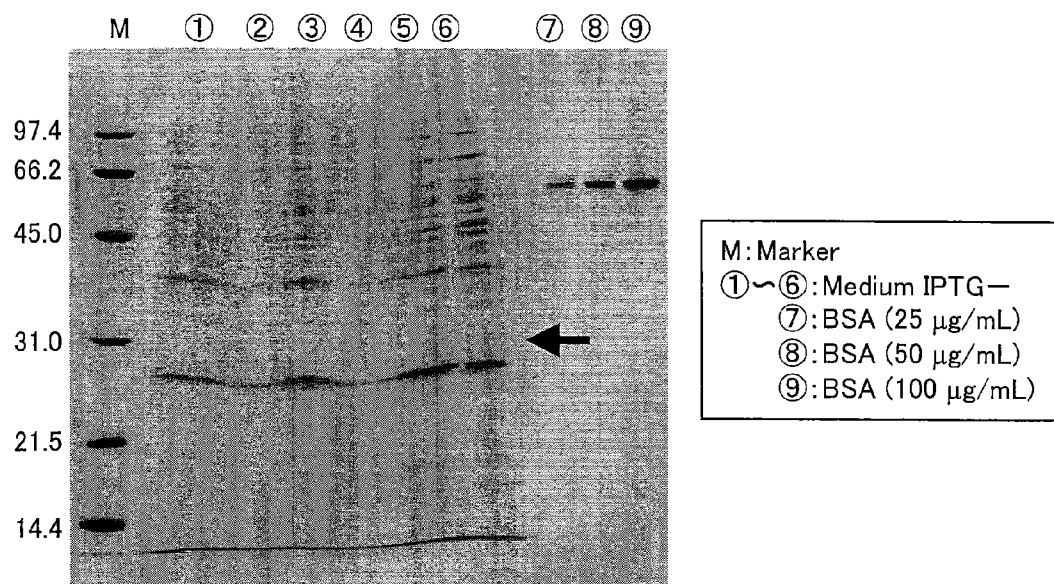 M ① ② ③ ④ ⑤ ⑥ ⑦ ⑧ ⑨
97.4
66.2
45.0
31.0
21.5
14.4
M:Marker
①~⑥:Medium IPTG−
⑦:BSA (25 μg/mL)
⑧:BSA (50 μg/mL)
⑨:BSA (100 μg/mL)